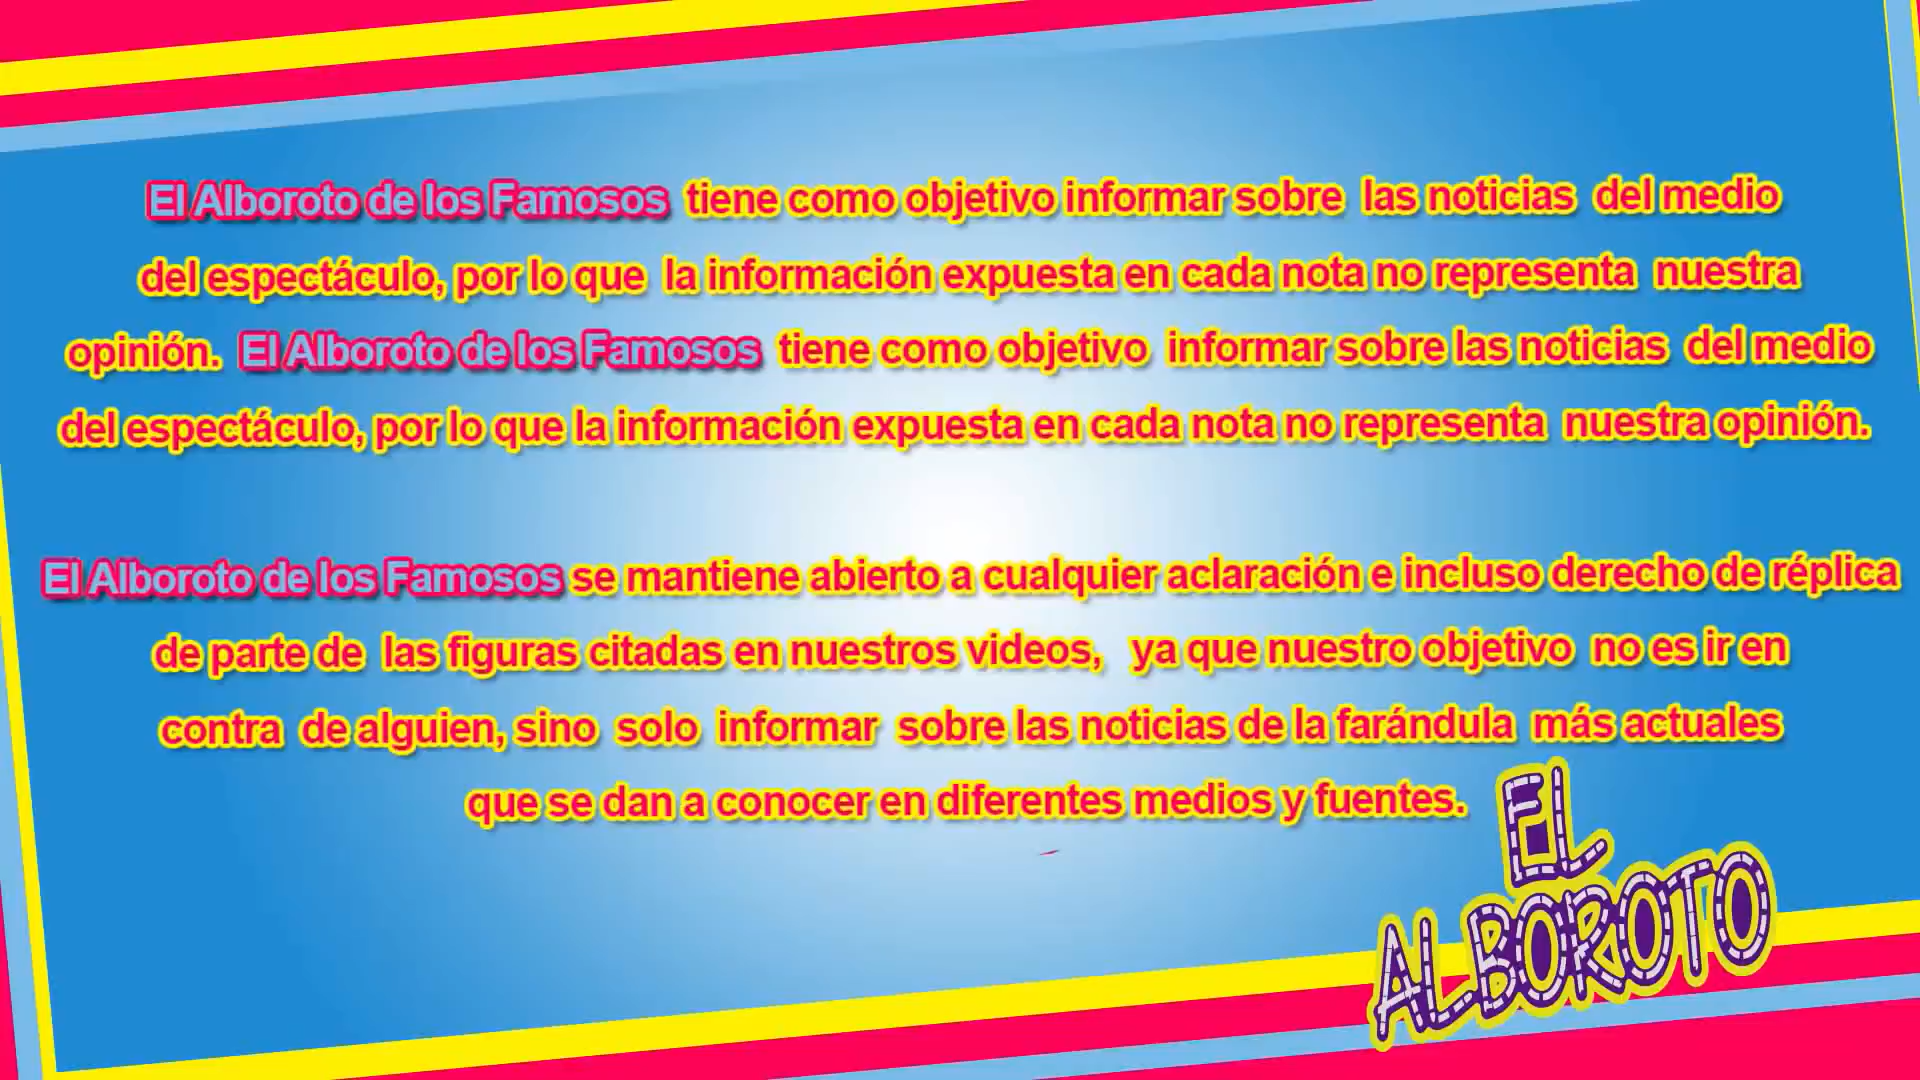 El Alboroto de los Famosos tiene como objetivo informar sobre las noticias del medio
del espectáculo, por lo que la información expuesta en cada nota no representa nuestra
opinión. El Alboroto de los Famosos tiene como objetivo informar sobre las noticias del medio
del espectáculo, por lo que la información expuesta en cada nota no representa nuestra opinión.
El Alboroto de los Famosos se mantiene abierto a cualquier aclaración e incluso derecho de réplica
de parte de las figuras citadas en nuestros videos, ya que nuestro objetivo no es ir en
contra de alguien, sino solo informar sobre las noticias de la farándula más actuales
que se dan a conocer en diferentes medios y fuentes.
EL
ALBOROTO